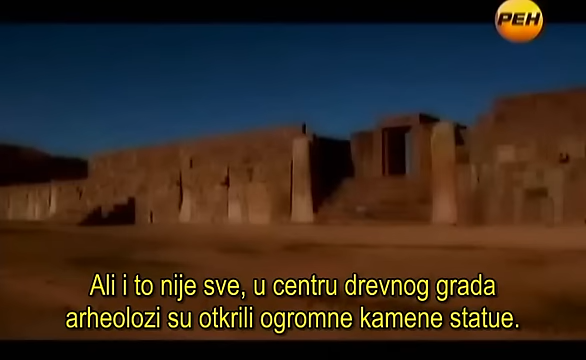 РЕН
Ali i to nije sve, u centru drevnog grada
arheolozi su otkrili ogromne kamene statue.